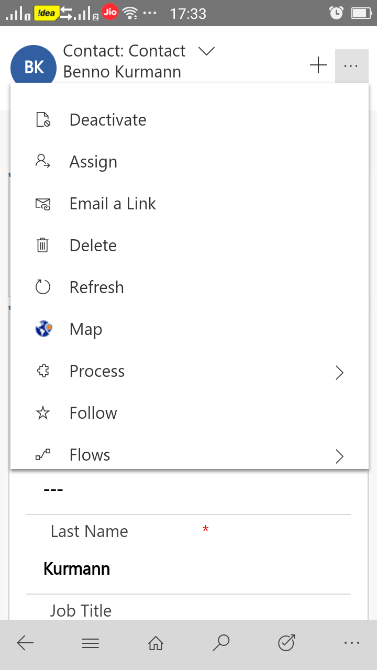 Idea Jio 17:33
Contact: Contact
BK
Benno Kurmann
Deactivate
Assign
Email a Link
Delete
Refresh
Map
Process
Follow
Flows
---
Last Name *
Kurmann
Job Title